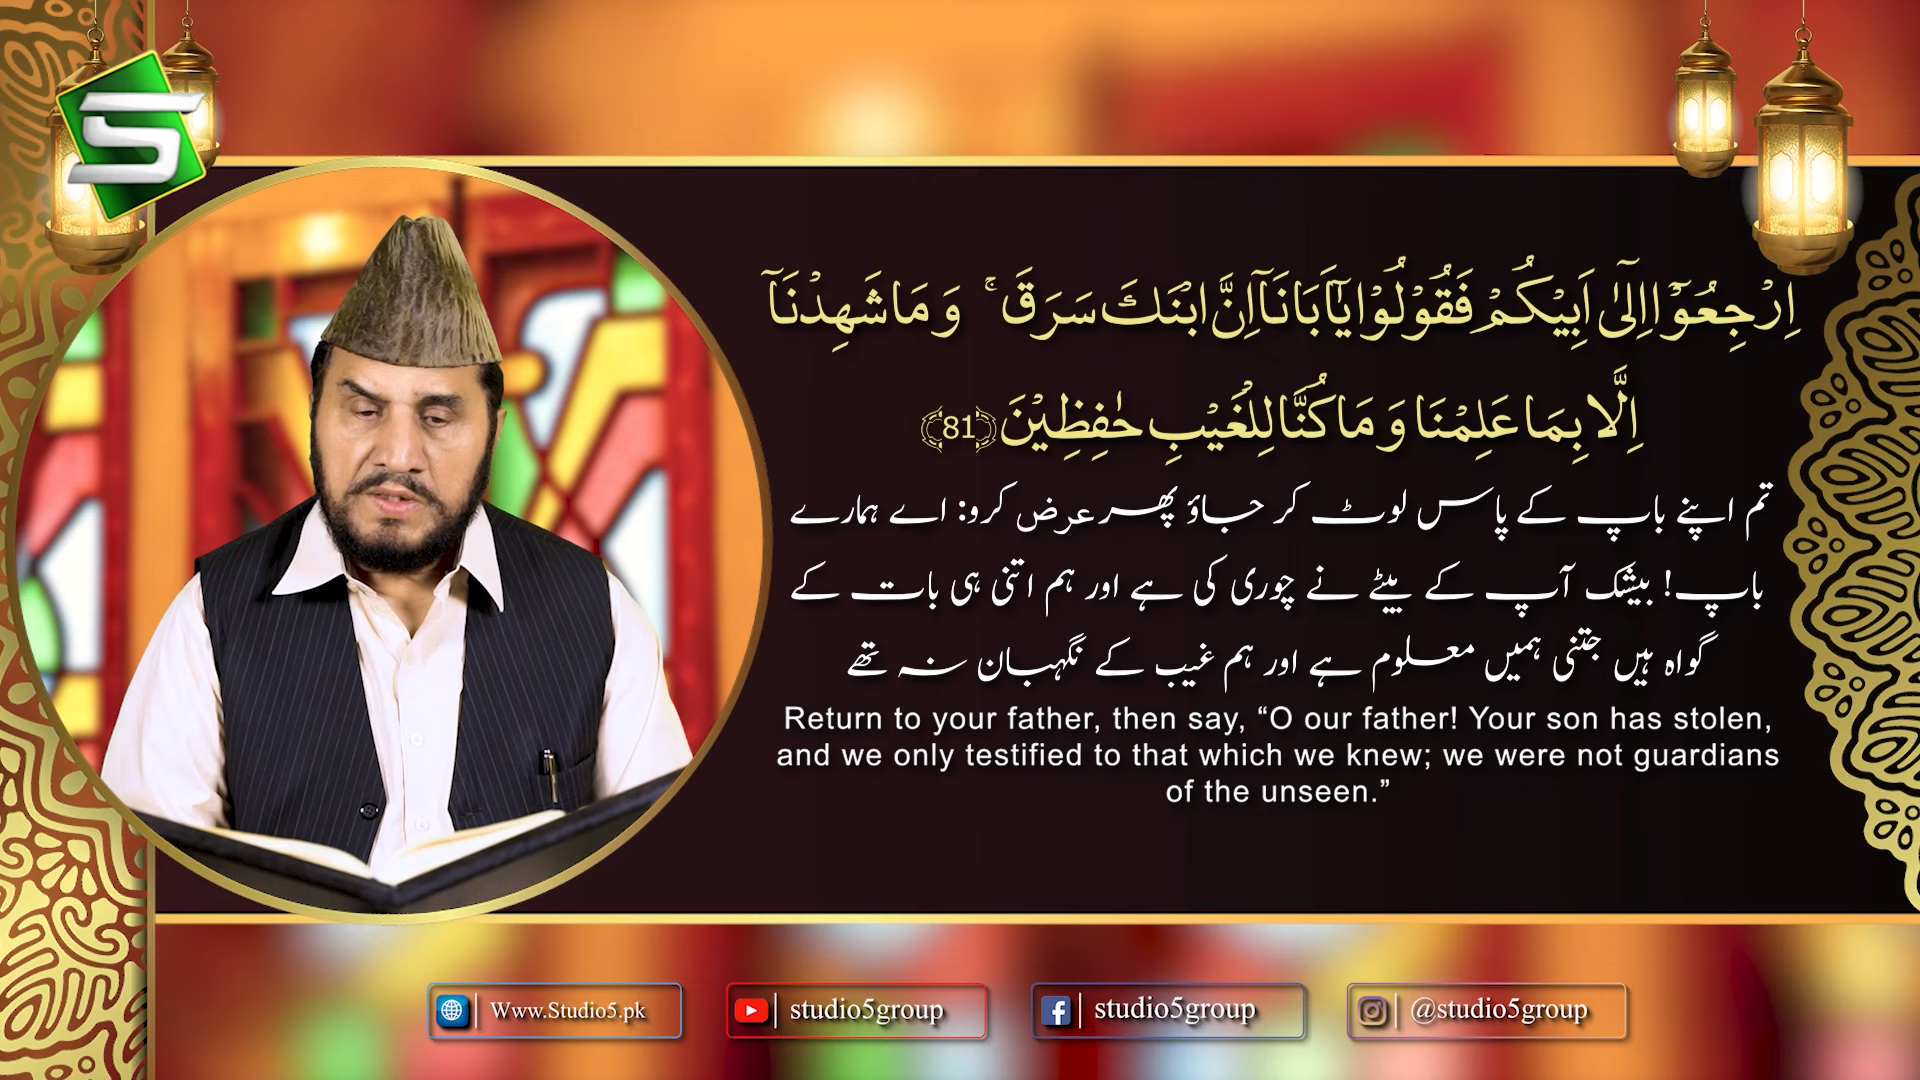 اِرْجِعُوْۤا اِلٰۤى اَبِيْكُمْ فَقُوْلُوْا يٰۤاَبَانَاۤ اِنَّ ابْنَكَ سَرَقَ ۚ وَ مَا شَهِدْنَاۤ
اِلَّا بِمَا عَلِمْنَا وَ مَا كُنَّا لِلْغَيْبِ حٰفِظِيْنَ ﴿81﴾
تم اپنے باپ کے پاس لوٹ کر جاؤ پھر عرض کرو: اے ہمارے
باپ! بیشک آپ کے بیٹے نے چوری کی ہے اور ہم اتنی ہی بات کے
گواہ ہیں جتنی ہمیں معلوم ہے اور ہم غیب کے نگہبان نہ تھے
Return to your father, then say, “O our father! Your son has stolen,
and we only testified to that which we knew; we were not guardians
of the unseen.”
Www.Studio5.pk
studio5group
studio5group
@studio5group